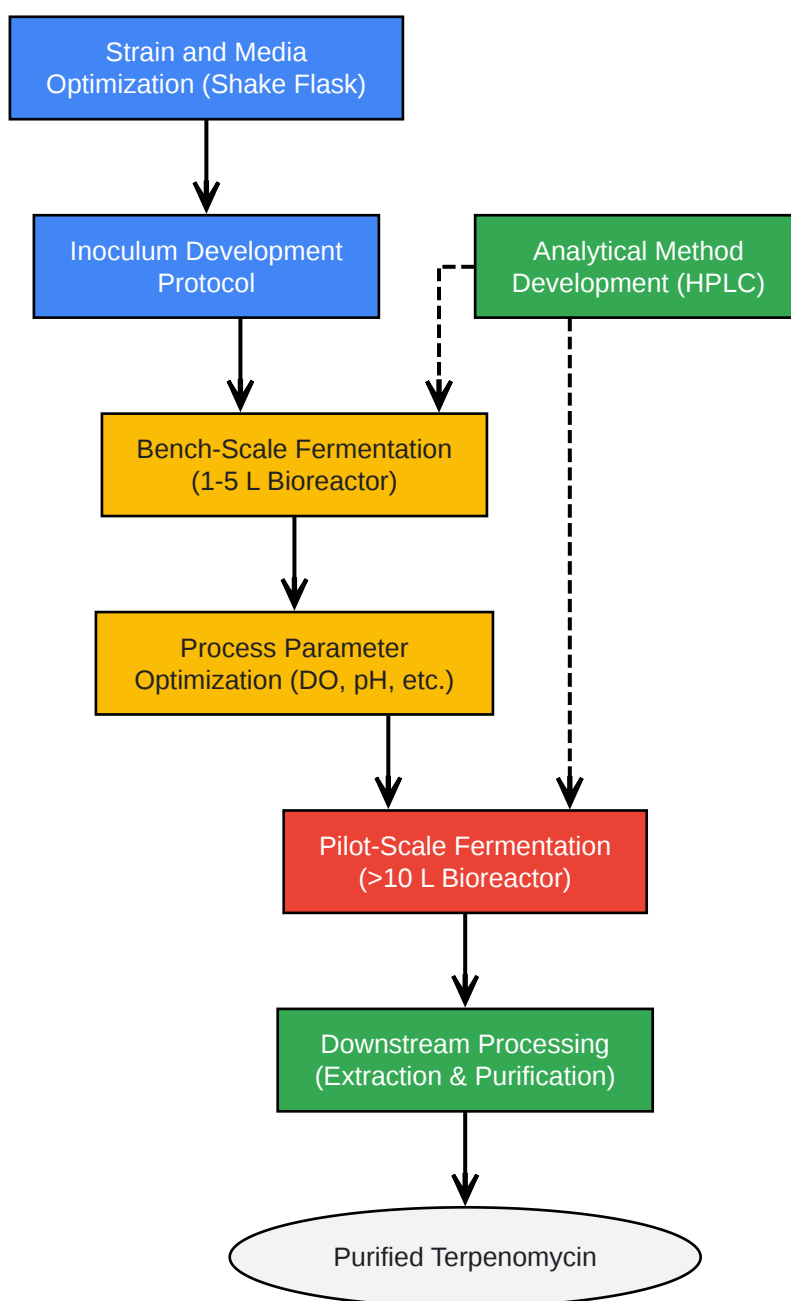 Strain and Media
Optimization (Shake Flask)
Inoculum Development
Protocol
Analytical Method
Development (HPLC)
Bench-Scale Fermentation
(1-5 L Bioreactor)
Process Parameter
Optimization (DO, pH, etc.)
Pilot-Scale Fermentation
(>10 L Bioreactor)
Downstream Processing
(Extraction & Purification)
Purified Terpenomycin